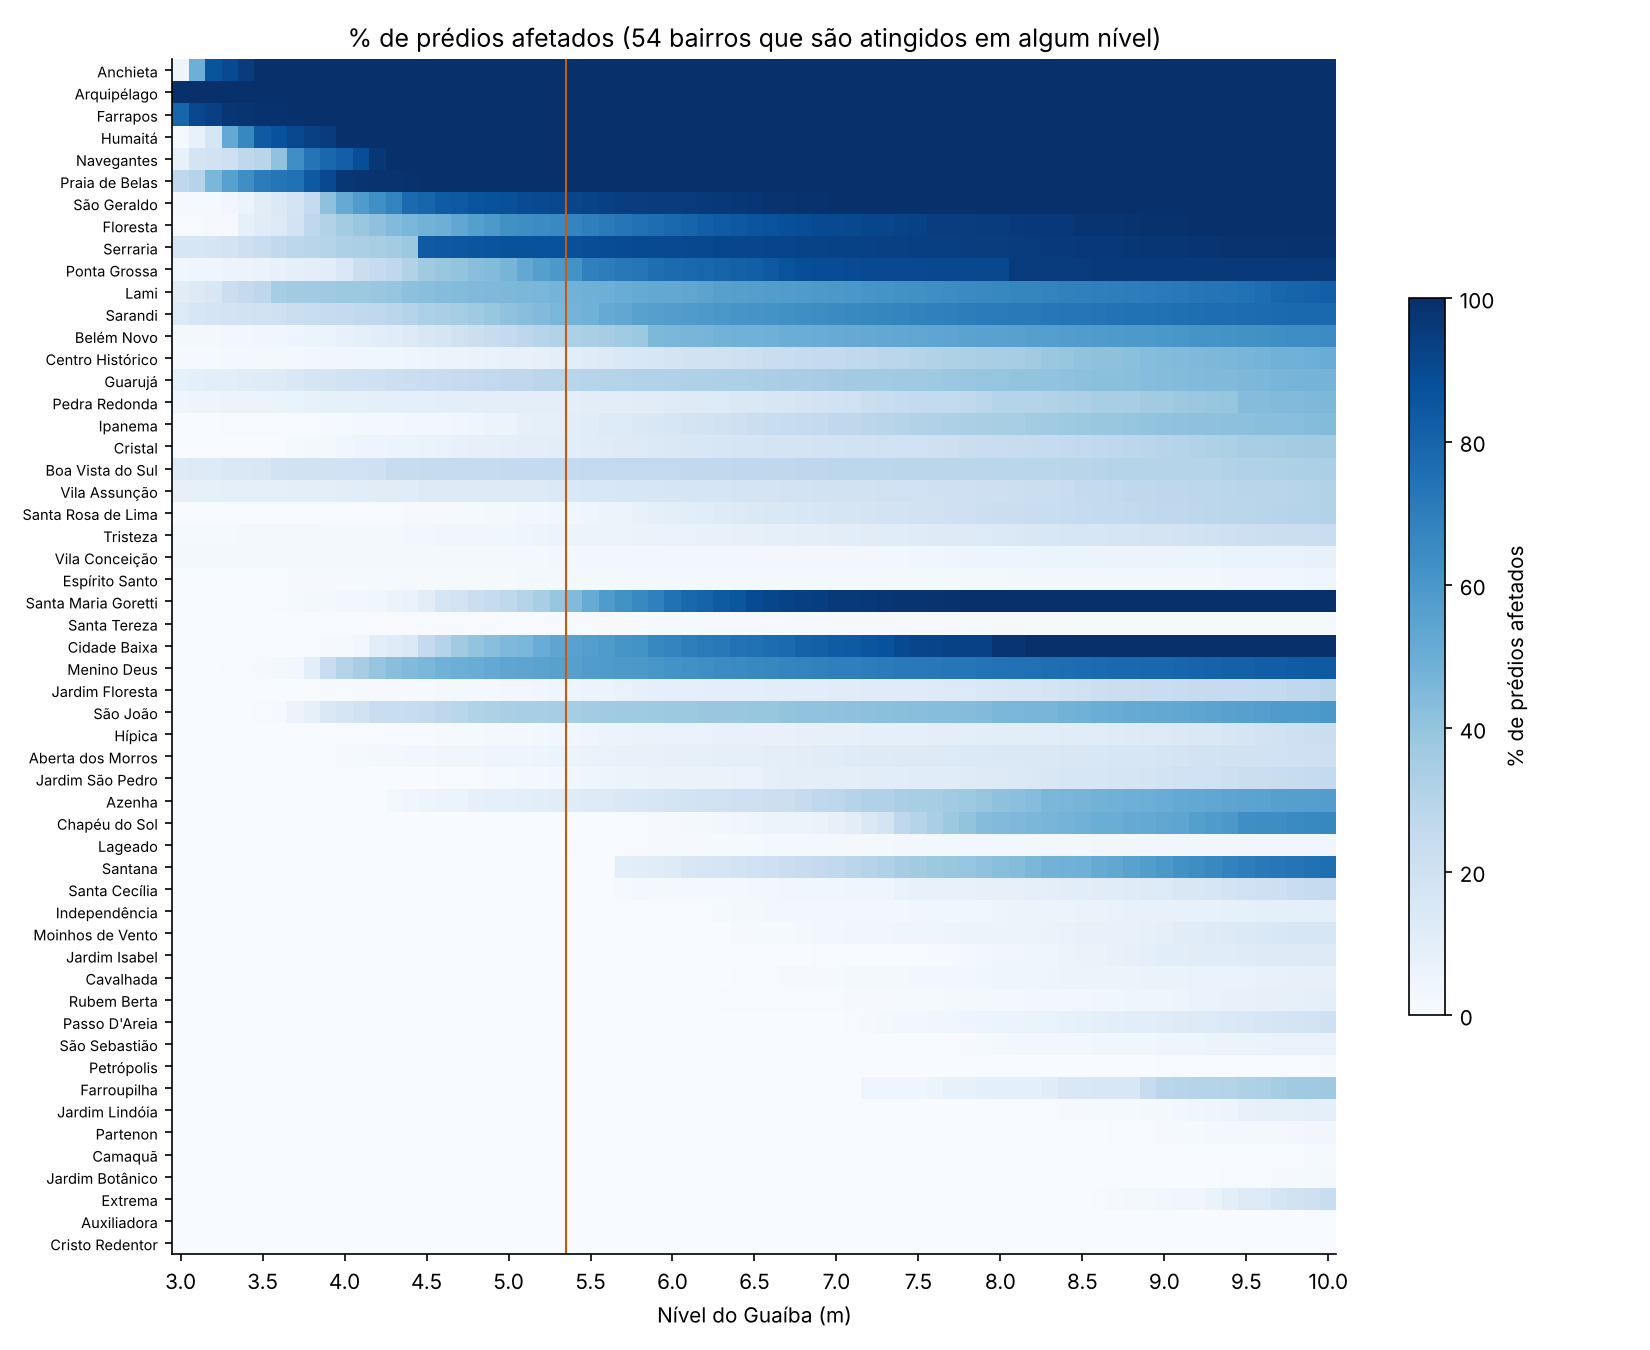 % de prédios afetados (54 bairros que são atingidos em algum nível)
Anchieta
Arquipélago
Farrapos
Humaitá
Navegantes
Praia de Belas
São Geraldo
Floresta
Serraria
Ponta Grossa
Lami
Sarandi
Belém Novo
Centro Histórico
Guarujá
Pedra Redonda
Ipanema
Cristal
Boa Vista do Sul
Vila Assunção
Santa Rosa de Lima
Tristeza
Vila Conceição
Espírito Santo
Santa Maria Goretti
Santa Tereza
Cidade Baixa
Menino Deus
Jardim Floresta
São João
Hípica
Aberta dos Morros
Jardim São Pedro
Azenha
Chapéu do Sol
Lageado
Santana
Santa Cecília
Independência
Moinhos de Vento
Jardim Isabel
Cavalhada
Rubem Berta
Passo D'Areia
São Sebastião
Petrópolis
Farroupilha
Jardim Lindóia
Partenon
Camaquã
Jardim Botânico
Extrema
Auxiliadora
Cristo Redentor
3.0 3.5 4.0 4.5 5.0 5.5 6.0 6.5 7.0 7.5 8.0 8.5 9.0 9.5 10.0
Nível do Guaíba (m)
100
80
60
40
20
0
% de prédios afetados